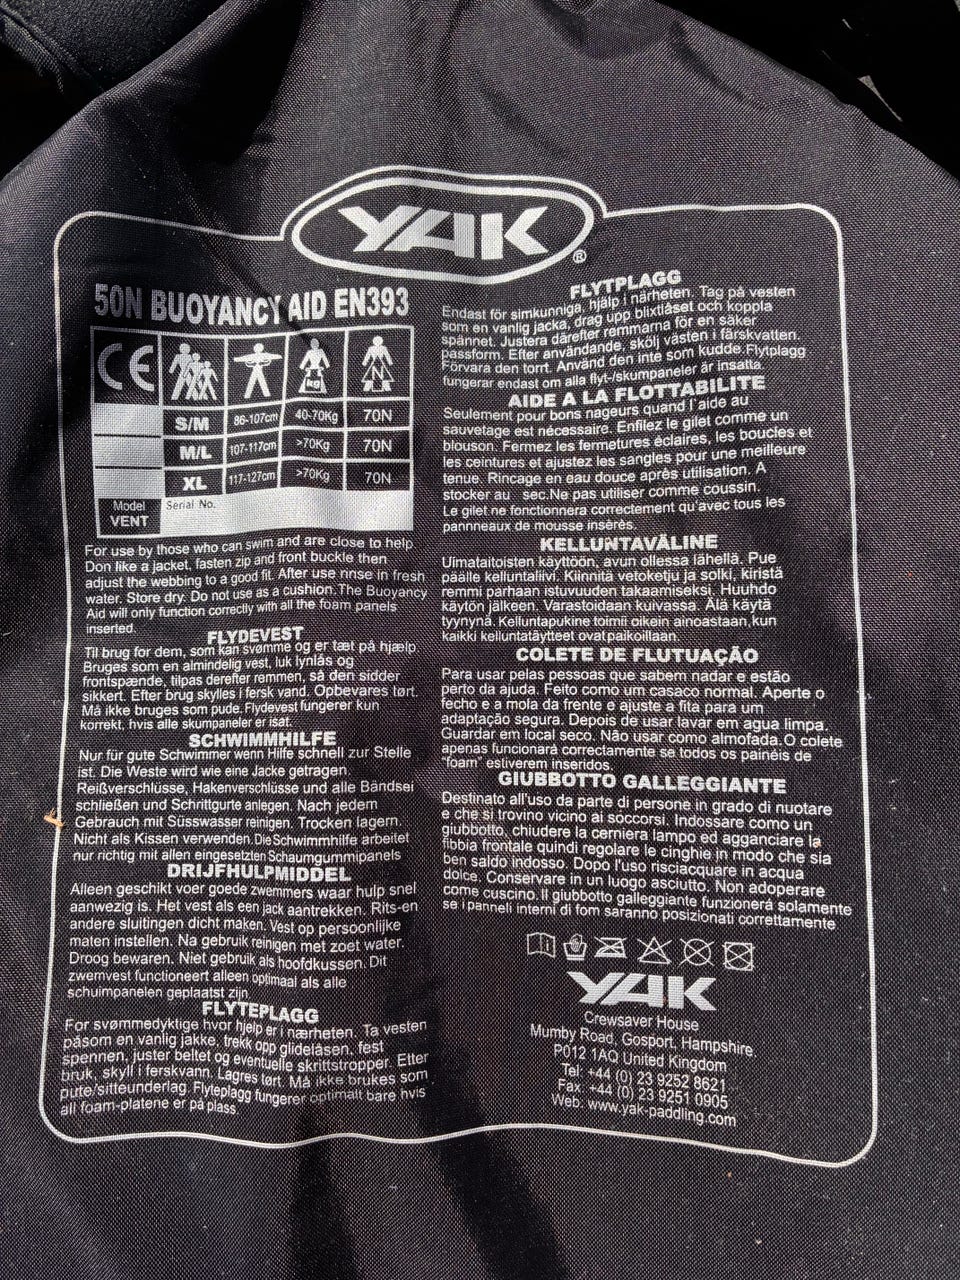 YAK
®
50N BUOYANCY AID EN393
CE
kg
S/M 86-107cm 40-70Kg 70N
M/L 107-117cm >70Kg 70N
XL 117-127cm >70Kg 70N
Model VENT
Serial No.
For use by those who can swim and are close to help
Don like a jacket, fasten zip and front buckle then
adjust the webbing to a good fit. After use rinse in fresh
water. Store dry. Do not use as a cushion. The Buoyancy
Aid will only function correctly with all the foam panels
inserted.
FLYDEVEST
Til brug for dem, som kan svømme og er tæt på hjælp
Bruges som en almindelig vest, luk lynlås og
frontspænde, tilpas derefter remmen, så den sidder
sikkert. Efter brug skylles i fersk vand. Opbevares tørt.
Må ikke bruges som pude. Flydevest fungerer kun
korrekt, hvis alle skumpaneler er isat.
SCHWIMMHILFE
Nur für gute Schwimmer wenn Hilfe schnell zur Stelle
ist. Die Weste wird wie eine Jacke getragen.
Reißverschlüsse, Hakenverschlüsse und alle Bändsel
schließen und Schrittgurte anlegen. Nach jedem
Gebrauch mit Süsswasser reinigen. Trocken lagern.
Nicht als Kissen verwenden. Die Schwimmhilfe arbeitet
nur richtig mit allen eingesetzten Schaumgummipanels
DRIJFHULPMIDDEL
Alleen geschikt voer goede zwemmers waar hulp snel
aanwezig is. Het vest als een jack aantrekken. Rits-en
andere sluitingen dicht maken. Vest op persoonlijke
maten instellen. Na gebruik reinigen met zoet water.
Droog bewaren. Niet gebruik als hoofdkussen. Dit
zwemvest functioneert alleen optimaal als alle
schuimpanelen geplaatst zijn.
FLYTEPLAGG
For svømmedyktige hvor hjelp er i nærheten. Ta vesten
påsom en vanlig jakke, trekk opp glidelåsen, fest
spennen, juster beltet og eventuelle skrittstropper. Etter
bruk, skyll i ferskvann. Lagres tørt. Må ikke brukes som
pute/sitteunderlag. Flyteplagg fungerer optimalt bare hvis
all foam-platene er på plass.
FLYTPLAGG
Endast för simkunniga, hjälp i närheten. Tag på vesten
som en vanlig jacka, drag upp blixtlåset och koppla
spännet. Justera därefter remmarna för en säker
passform. Efter användande, skölj västen i färskvatten.
Förvara den torrt. Använd den inte som kudde. Flytplagg
fungerar endast om alla flyt-/skumpaneler är insatta.
AIDE A LA FLOTTABILITE
Seulement pour bons nageurs quand l'aide au
sauvetage est nécessaire. Enfilez le gilet comme un
blouson. Fermez les fermetures éclaires, les boucles et
les ceintures et ajustez les sangles pour une meilleure
tenue. Rincage en eau douce après utilisation. A
stocker au sec. Ne pas utiliser comme coussin.
Le gilet ne fonctionnera correctement qu'avec tous les
pannneaux de mousse insérès.
KELLUNTAVÄLINE
Uimataitoisten käyttöön, avun ollessa lähellä. Pue
päälle kelluntaliivi. Kiinnitä vetoketju ja solki, kiristä
remmi parhaan istuvuuden takaamiseksi. Huuhdo
käytön jälkeen. Varastoidaan kuivassa. Älä käytä
tyynynä. Kelluntapukine toimii oikein ainoastaan, kun
kaikki kelluntatäytteet ovat paikoillaan.
COLETE DE FLUTUAÇÃO
Para usar pelas pessoas que sabem nadar e estão
perto da ajuda. Feito como um casaco normal. Aperte o
fecho e a mola da frente e ajuste a fita para um
adaptação segura. Depois de usar lavar em agua limpa.
Guardar em local seco. Não usar como almofada. O colete
apenas funcionará correctamente se todos os painéis de
"foam" estiverem inseridos.
GIUBBOTTO GALLEGGIANTE
Destinato all'uso da parte di persone in grado di nuotare
e che si trovino vicino ai soccorsi. Indossare como un
giubbotto, chiudere la cerniera lampo ed agganciare la
fibbia frontale quindi regolare le cinghie in modo che sia
ben saldo indosso. Dopo l'uso risciacquare in acqua
dolce. Conservare in un luogo asciutto. Non adoperare
come cuscino. Il giubbotto galleggiante funzionerá solamente
se i panneli interni di fom saranno posizionati correttamente
YAK
Crewsaver House
Mumby Road, Gosport, Hampshire,
P012 1AQ United Kingdom
Tel: +44 (0) 23 9252 8621
Fax: +44 (0) 23 9251 0905
Web: www.yak-paddling.com